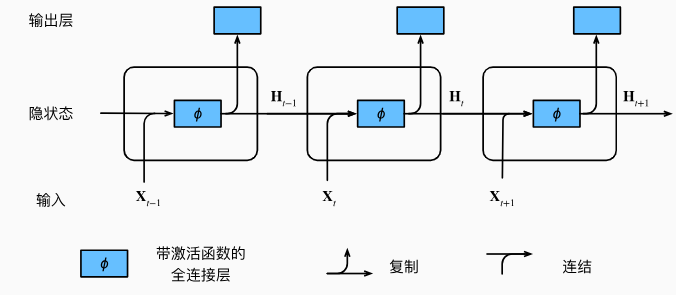 输出层
隐状态
ϕ
H_{t−1}
ϕ
H_t
ϕ
H_{t+1}
输入
X_{t−1}
X_t
X_{t+1}
ϕ
带激活函数的
全连接层
复制
连结